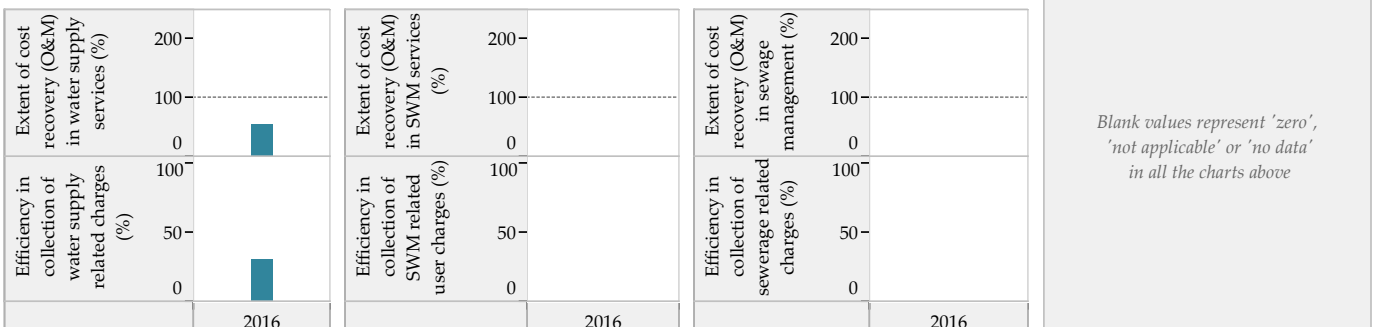 Extent of cost
recovery (O&M)
in water supply
services (%)
200
100
0
Efficiency in
collection of
water supply
related charges
(%)
100
50
0
2016
Extent of cost
recovery (O&M)
in SWM services
(%)
200
100
0
Efficiency in
collection of
SWM related
user charges (%)
100
50
0
2016
Extent of cost
recovery (O&M)
in sewage
management (%)
200
100
0
Efficiency in
collection of
sewerage related
charges (%)
100
50
0
2016
Blank values represent 'zero',
'not applicable' or 'no data'
in all the charts above